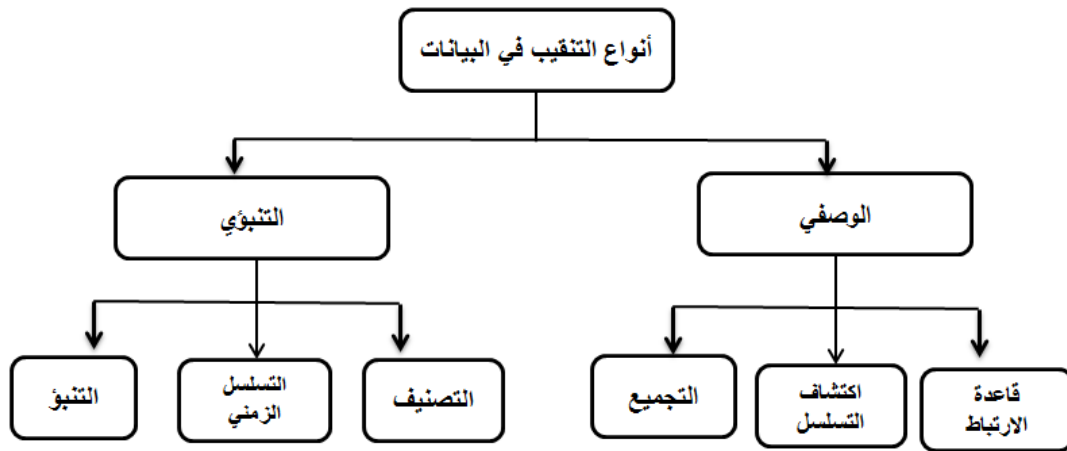 أنواع التنقيب في البيانات
الوصفي
التنبؤي
قاعدة
الارتباط
اكتشاف
التسلسل
التجميع
التصنيف
التسلسل
الزمني
التنبؤ